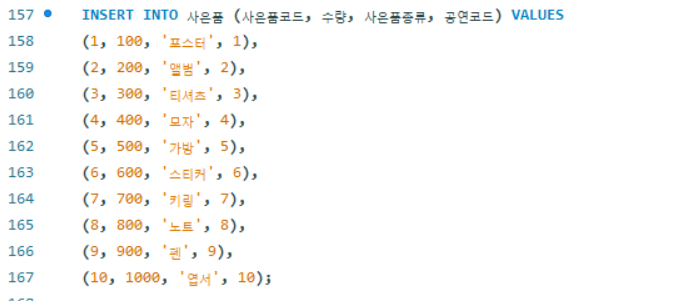 157 INSERT INTO 사은품 (사은품코드, 수량, 사은품종류, 공연코드) VALUES
158 (1, 100, '포스터', 1),
159 (2, 200, '앨범', 2),
160 (3, 300, '티셔츠', 3),
161 (4, 400, '모자', 4),
162 (5, 500, '가방', 5),
163 (6, 600, '스티커', 6),
164 (7, 700, '키링', 7),
165 (8, 800, '노트', 8),
166 (9, 900, '펜', 9),
167 (10, 1000, '엽서', 10);